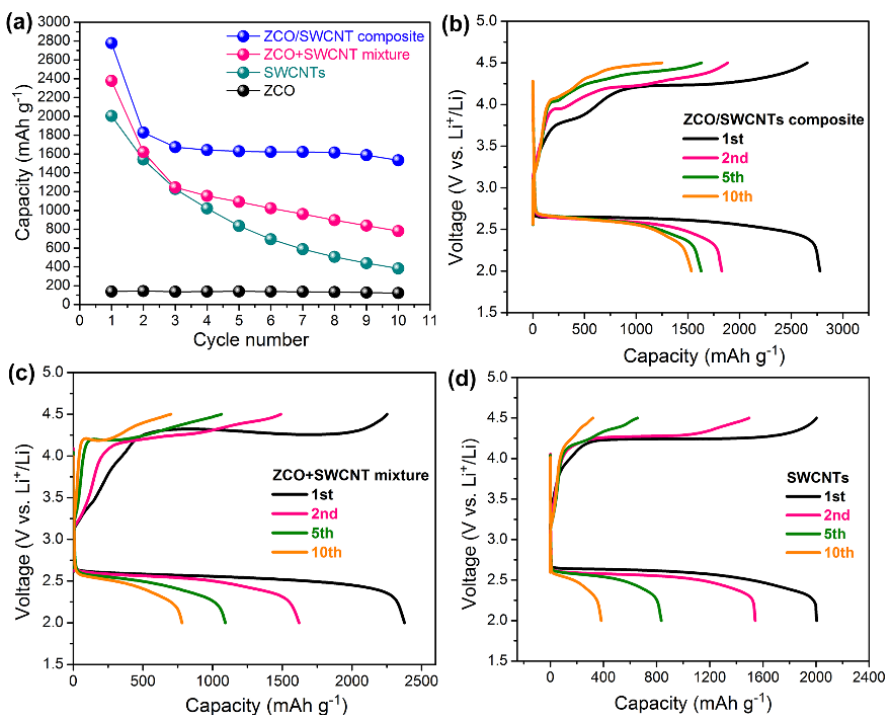 (a)
3000
2800
2600
2400
2200
2000
1800
1600
1400
1200
1000
800
600
400
200
0
Capacity (mAh g⁻¹)
ZCO/SWCNT composite
ZCO+SWCNT mixture
SWCNTs
ZCO
0 1 2 3 4 5 6 7 8 9 10 11
Cycle number
(b)
5.0
4.5
4.0
3.5
3.0
2.5
2.0
1.5
Voltage (V vs. Li⁺/Li)
ZCO/SWCNTs composite
1st
2nd
5th
10th
0 500 1000 1500 2000 2500 3000
Capacity (mAh g⁻¹)
(c)
5.0
4.5
4.0
3.5
3.0
2.5
2.0
1.5
Voltage (V vs. Li⁺/Li)
ZCO+SWCNT mixture
1st
2nd
5th
10th
0 500 1000 1500 2000 2500
Capacity (mAh g⁻¹)
(d)
5.0
4.5
4.0
3.5
3.0
2.5
2.0
1.5
Voltage (V vs. Li⁺/Li)
SWCNTs
1st
2nd
5th
10th
0 400 800 1200 1600 2000 2400
Capacity (mAh g⁻¹)